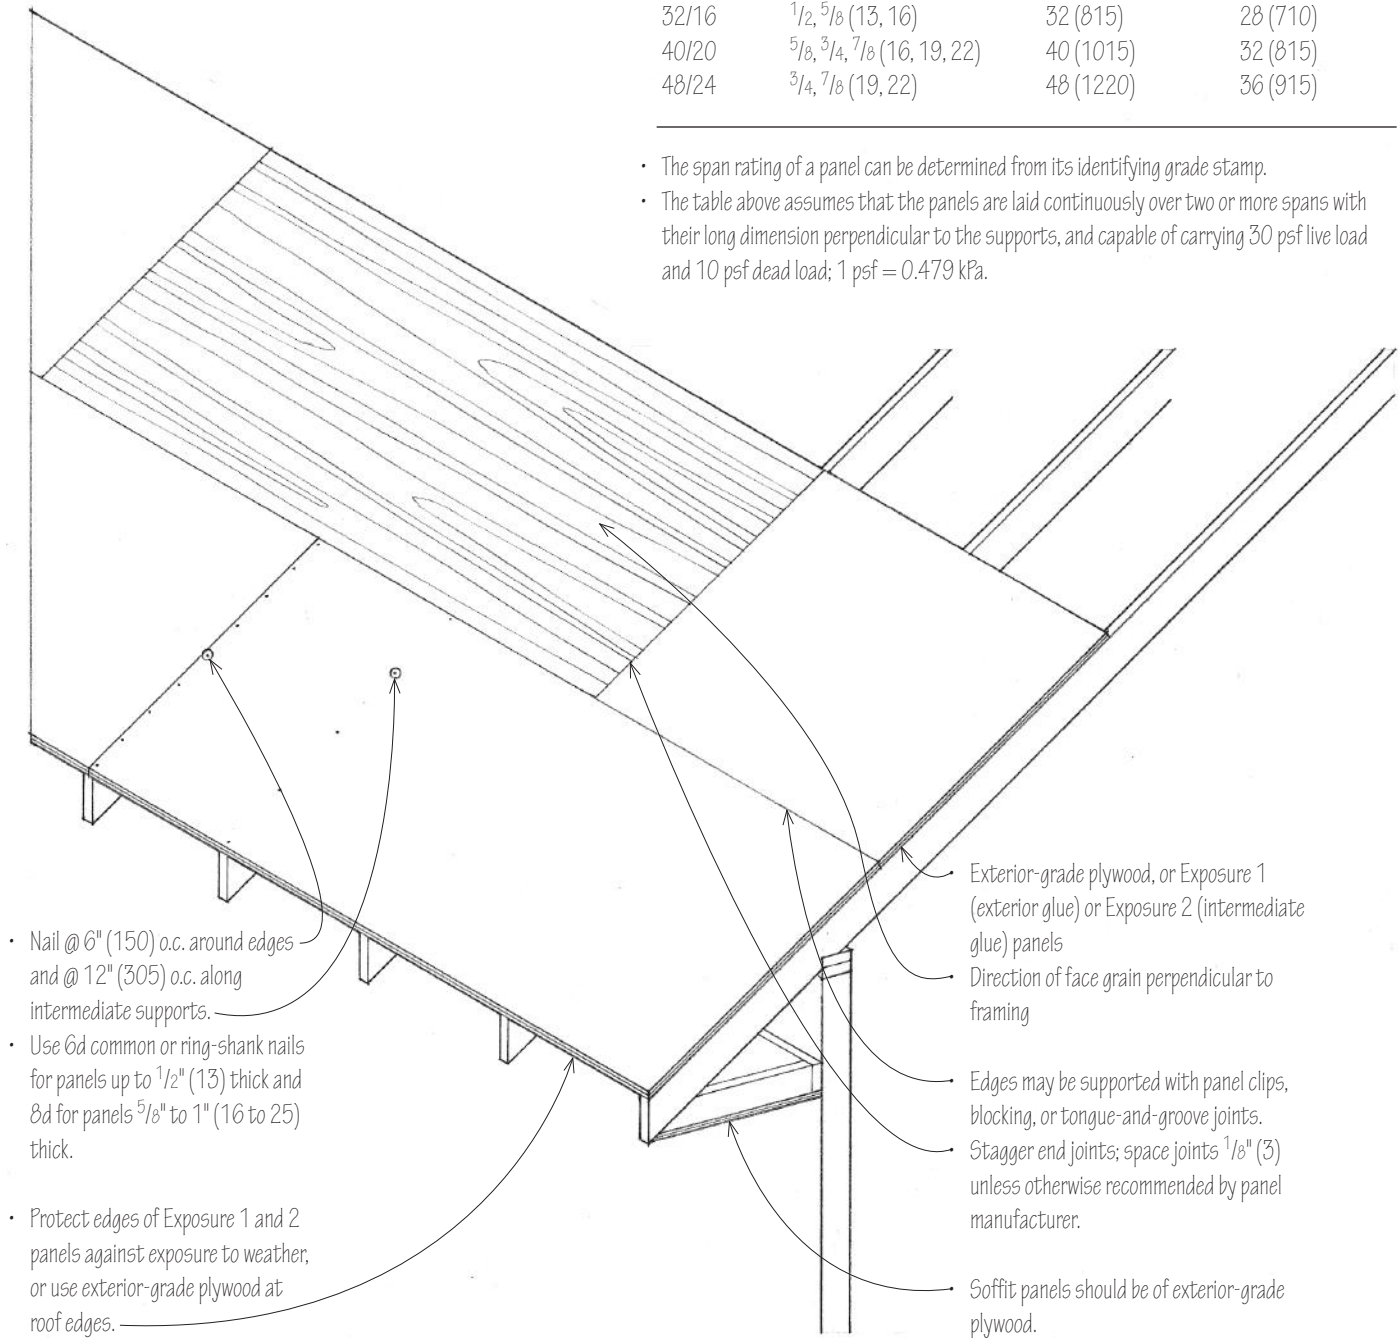 32/16 1/2, 5/8 (13, 16) 32 (815) 28 (710)
40/20 5/8, 3/4, 7/8 (16, 19, 22) 40 (1015) 32 (815)
48/24 3/4, 7/8 (19, 22) 48 (1220) 36 (915)
• The span rating of a panel can be determined from its identifying grade stamp.
• The table above assumes that the panels are laid continuously over two or more spans with
their long dimension perpendicular to the supports, and capable of carrying 30 psf live load
and 10 psf dead load; 1 psf = 0.479 kPa.
• Nail @ 6" (150) o.c. around edges
and @ 12" (305) o.c. along
intermediate supports.
• Use 6d common or ring-shank nails
for panels up to 1/2" (13) thick and
8d for panels 5/8" to 1" (16 to 25)
thick.
• Protect edges of Exposure 1 and 2
panels against exposure to weather,
or use exterior-grade plywood at
roof edges.
• Exterior-grade plywood, or Exposure 1
(exterior glue) or Exposure 2 (intermediate
glue) panels
• Direction of face grain perpendicular to
framing
• Edges may be supported with panel clips,
blocking, or tongue-and-groove joints.
• Stagger end joints; space joints 1/8" (3)
unless otherwise recommended by panel
manufacturer.
• Soffit panels should be of exterior-grade
plywood.